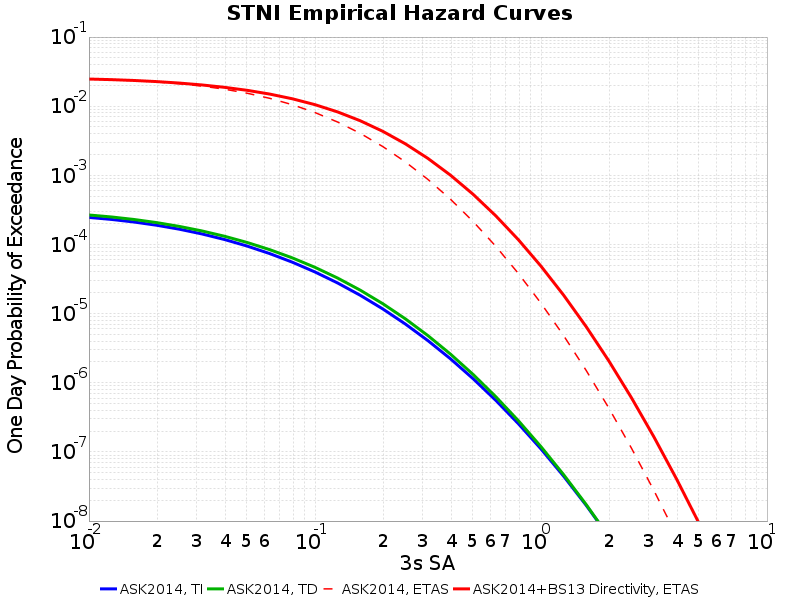 STNI Empirical Hazard Curves
One Day Probability of Exceedance
10-1
10-2
10-3
10-4
10-5
10-6
10-7
10-8
10-2 2 3 4 5 6 10-1 2 3 4 5 6 7 100 2 3 4 5 6 7 101
3s SA
ASK2014, TI ASK2014, TD ASK2014, ETAS ASK2014+BS13 Directivity, ETAS